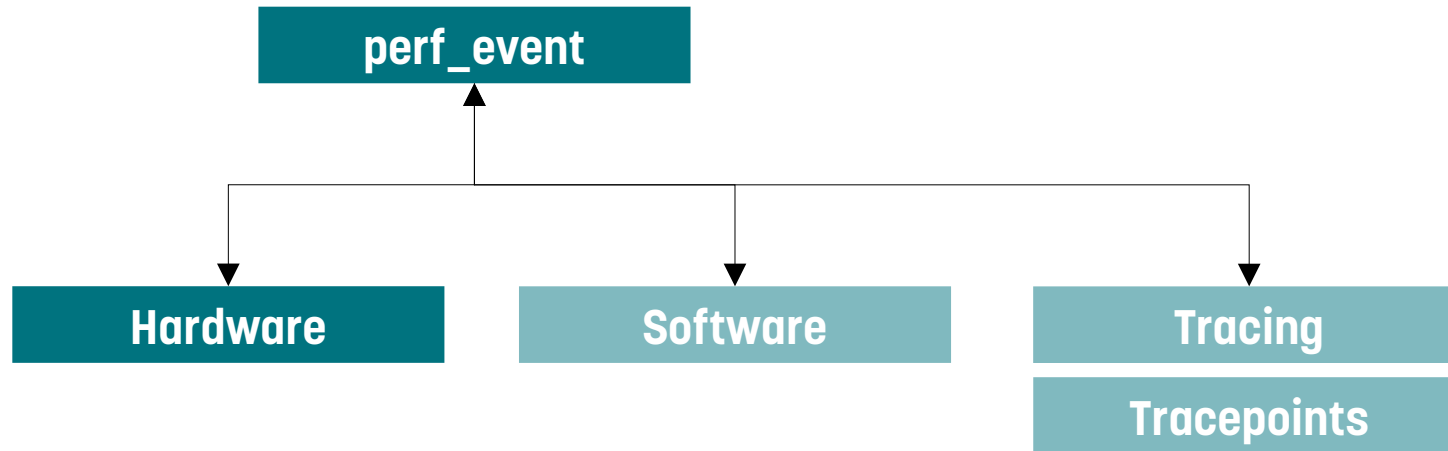 perf_event
Hardware
Software
Tracing
Tracepoints